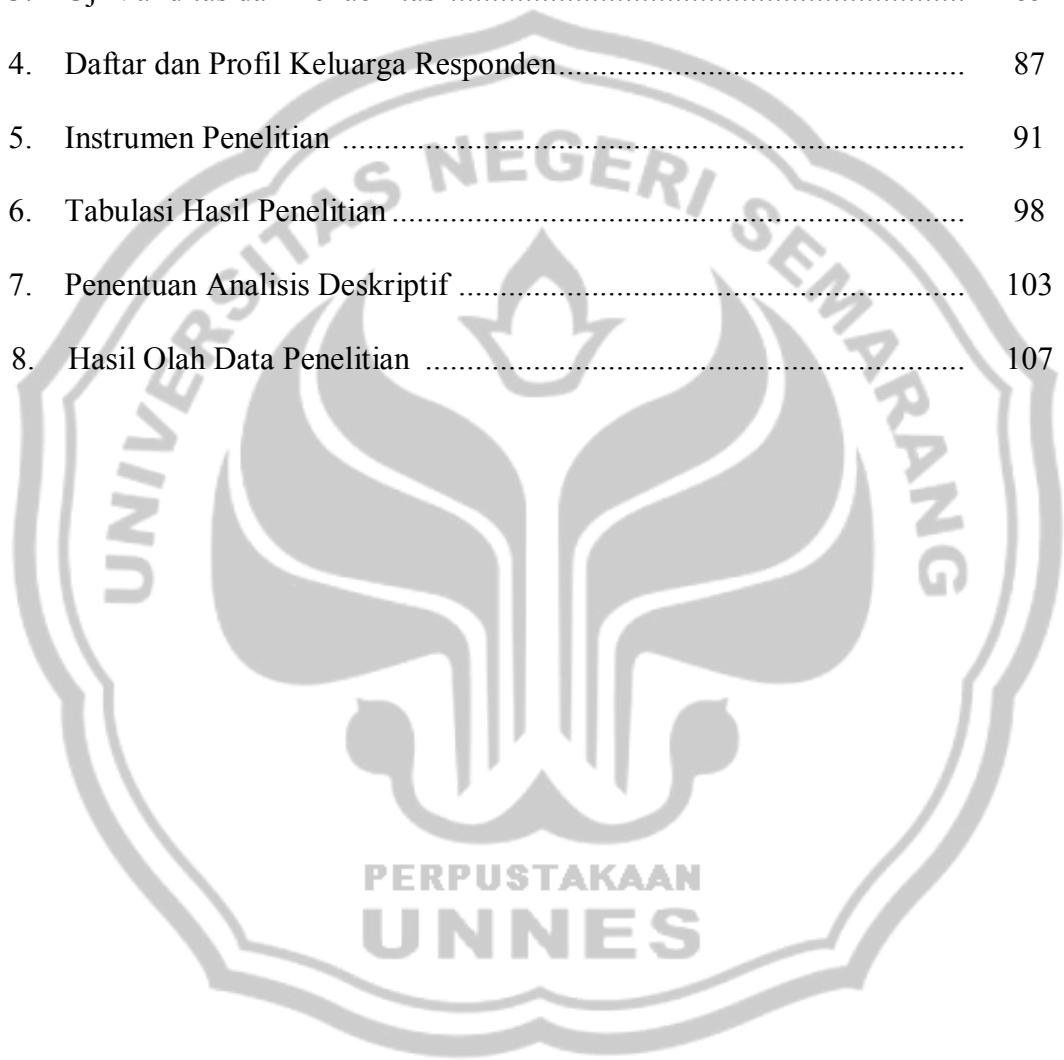 4. Daftar dan Profil Keluarga Responden............................................... 87
5. Instrumen Penelitian ........................................................................ 91
6. Tabulasi Hasil Penelitian .................................................................. 98
7. Penentuan Analisis Deskriptif .......................................................... 103
8. Hasil Olah Data Penelitian .............................................................. 107
UNIVERSITAS NEGERI SEMARANG
PERPUSTAKAAN
UNNES